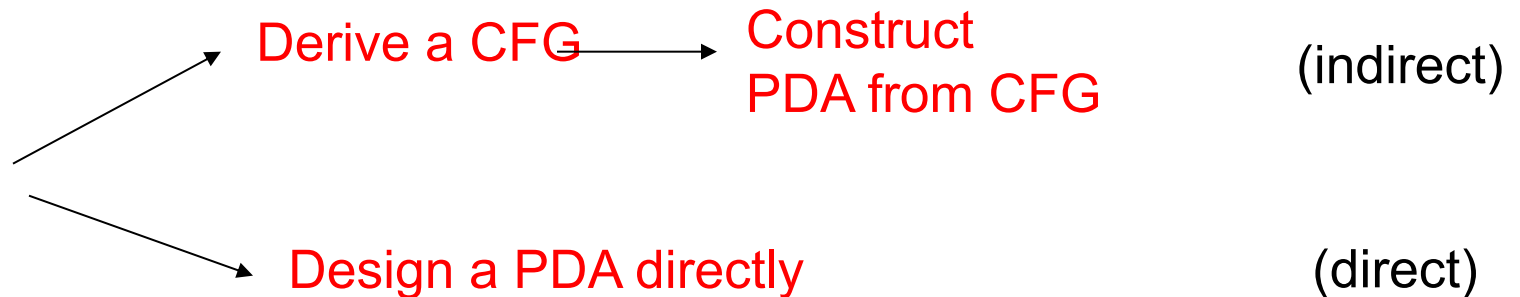 Derive a CFG
Construct
PDA from CFG
(indirect)
Design a PDA directly
(direct)